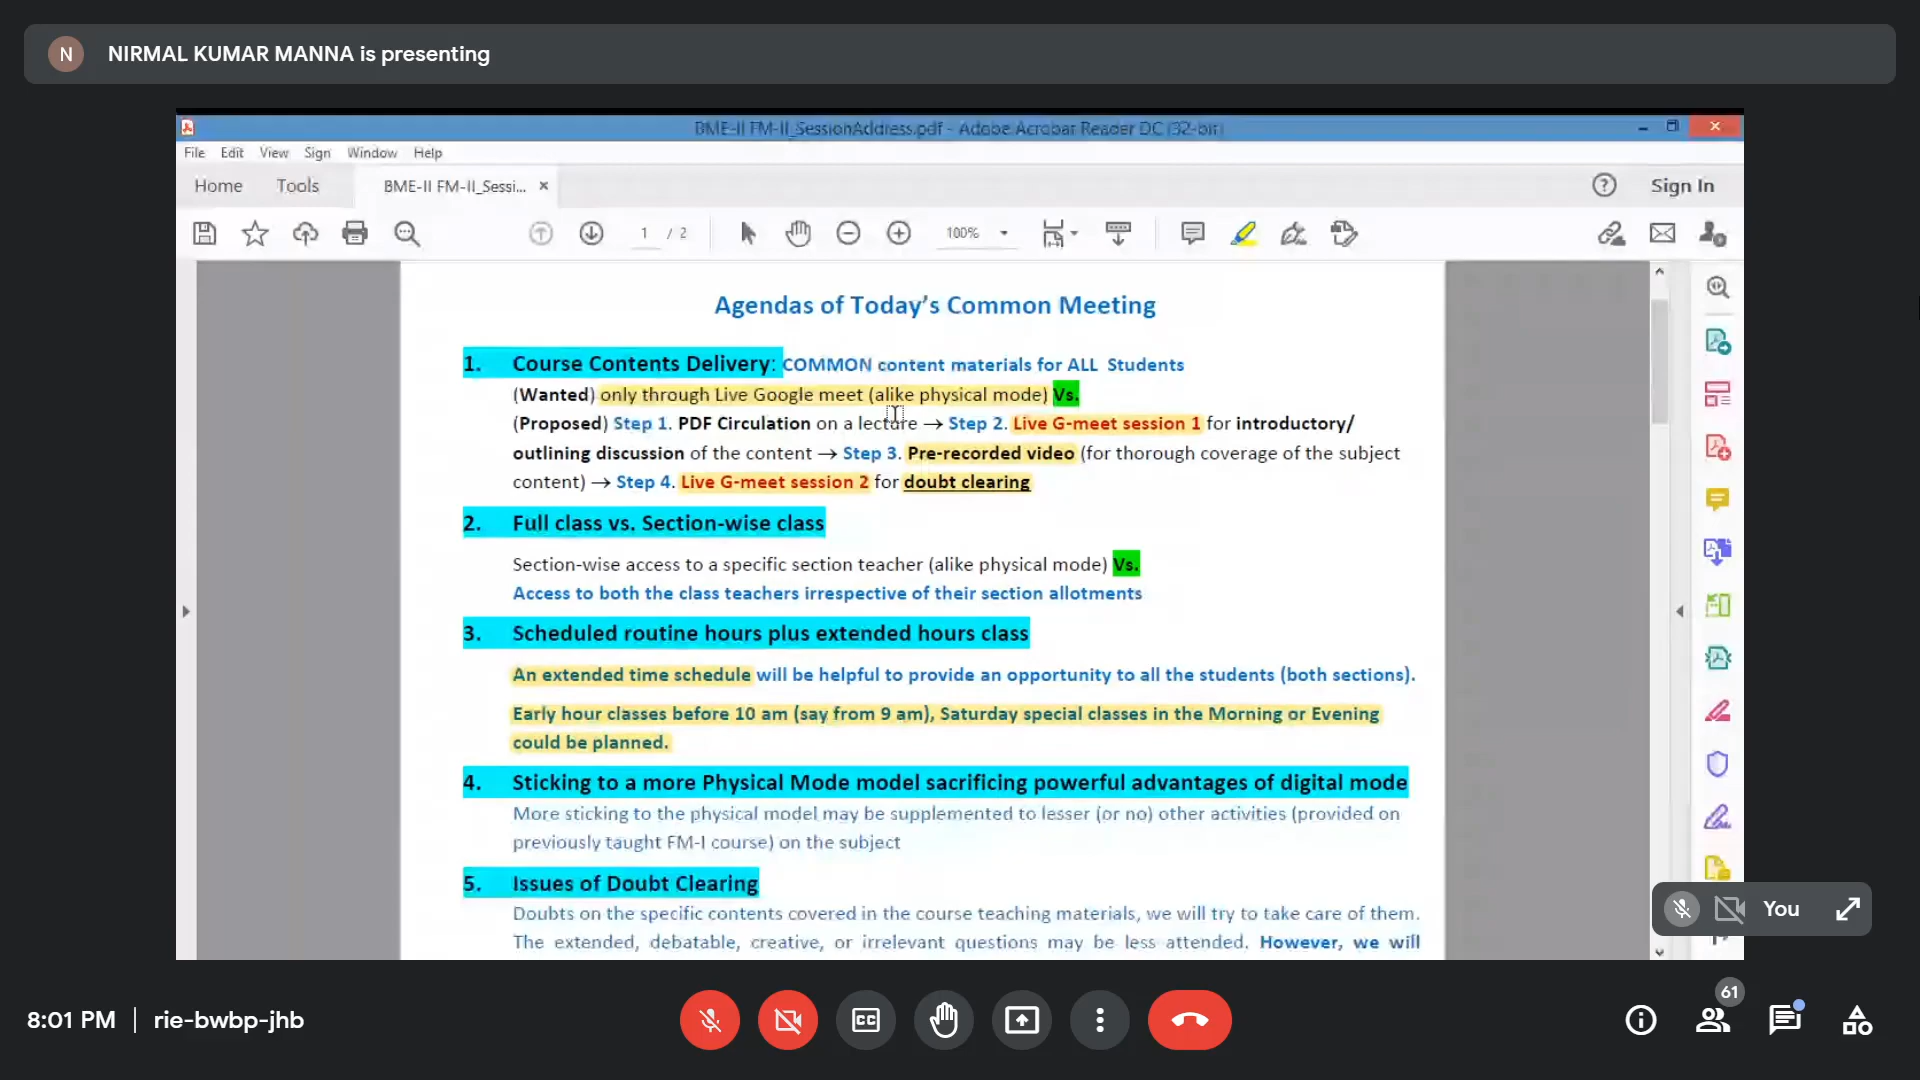 N NIRMAL KUMAR MANNA is presenting
BME-II FM-II_SessionAddress.pdf - Adobe Acrobat Reader DC (32-bit)
File Edit View Sign Window Help
Home Tools BME-II FM-II_Sessi... × Sign In
1 / 2 100%
Agendas of Today's Common Meeting
1. Course Contents Delivery: COMMON content materials for ALL Students
(Wanted) only through Live Google meet (alike physical mode) Vs.
(Proposed) Step 1. PDF Circulation on a lecture → Step 2. Live G-meet session 1 for introductory/
outlining discussion of the content → Step 3. Pre-recorded video (for thorough coverage of the subject
content) → Step 4. Live G-meet session 2 for doubt clearing
2. Full class vs. Section-wise class
Section-wise access to a specific section teacher (alike physical mode) Vs.
Access to both the class teachers irrespective of their section allotments
3. Scheduled routine hours plus extended hours class
An extended time schedule will be helpful to provide an opportunity to all the students (both sections).
Early hour classes before 10 am (say from 9 am), Saturday special classes in the Morning or Evening
could be planned.
4. Sticking to a more Physical Mode model sacrificing powerful advantages of digital mode
More sticking to the physical model may be supplemented to lesser (or no) other activities (provided on
previously taught FM-I course) on the subject
5. Issues of Doubt Clearing
Doubts on the specific contents covered in the course teaching materials, we will try to take care of them.
The extended, debatable, creative, or irrelevant questions may be less attended. However, we will
You
8:01 PM | rie-bwbp-jhb
CC
61